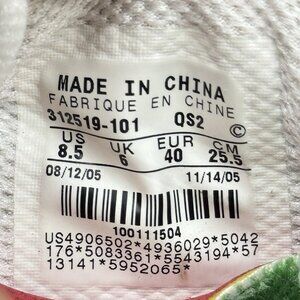 MADE IN CHINA
FABRIQUE EN CHINE
312519-101 QS2 ©
US UK EUR CM
8.5 6 40 25.5
08/12/05 11/14/05
100111504
US4906502*4936029*5042
176*5083361*5543194*57
13141*5952065*